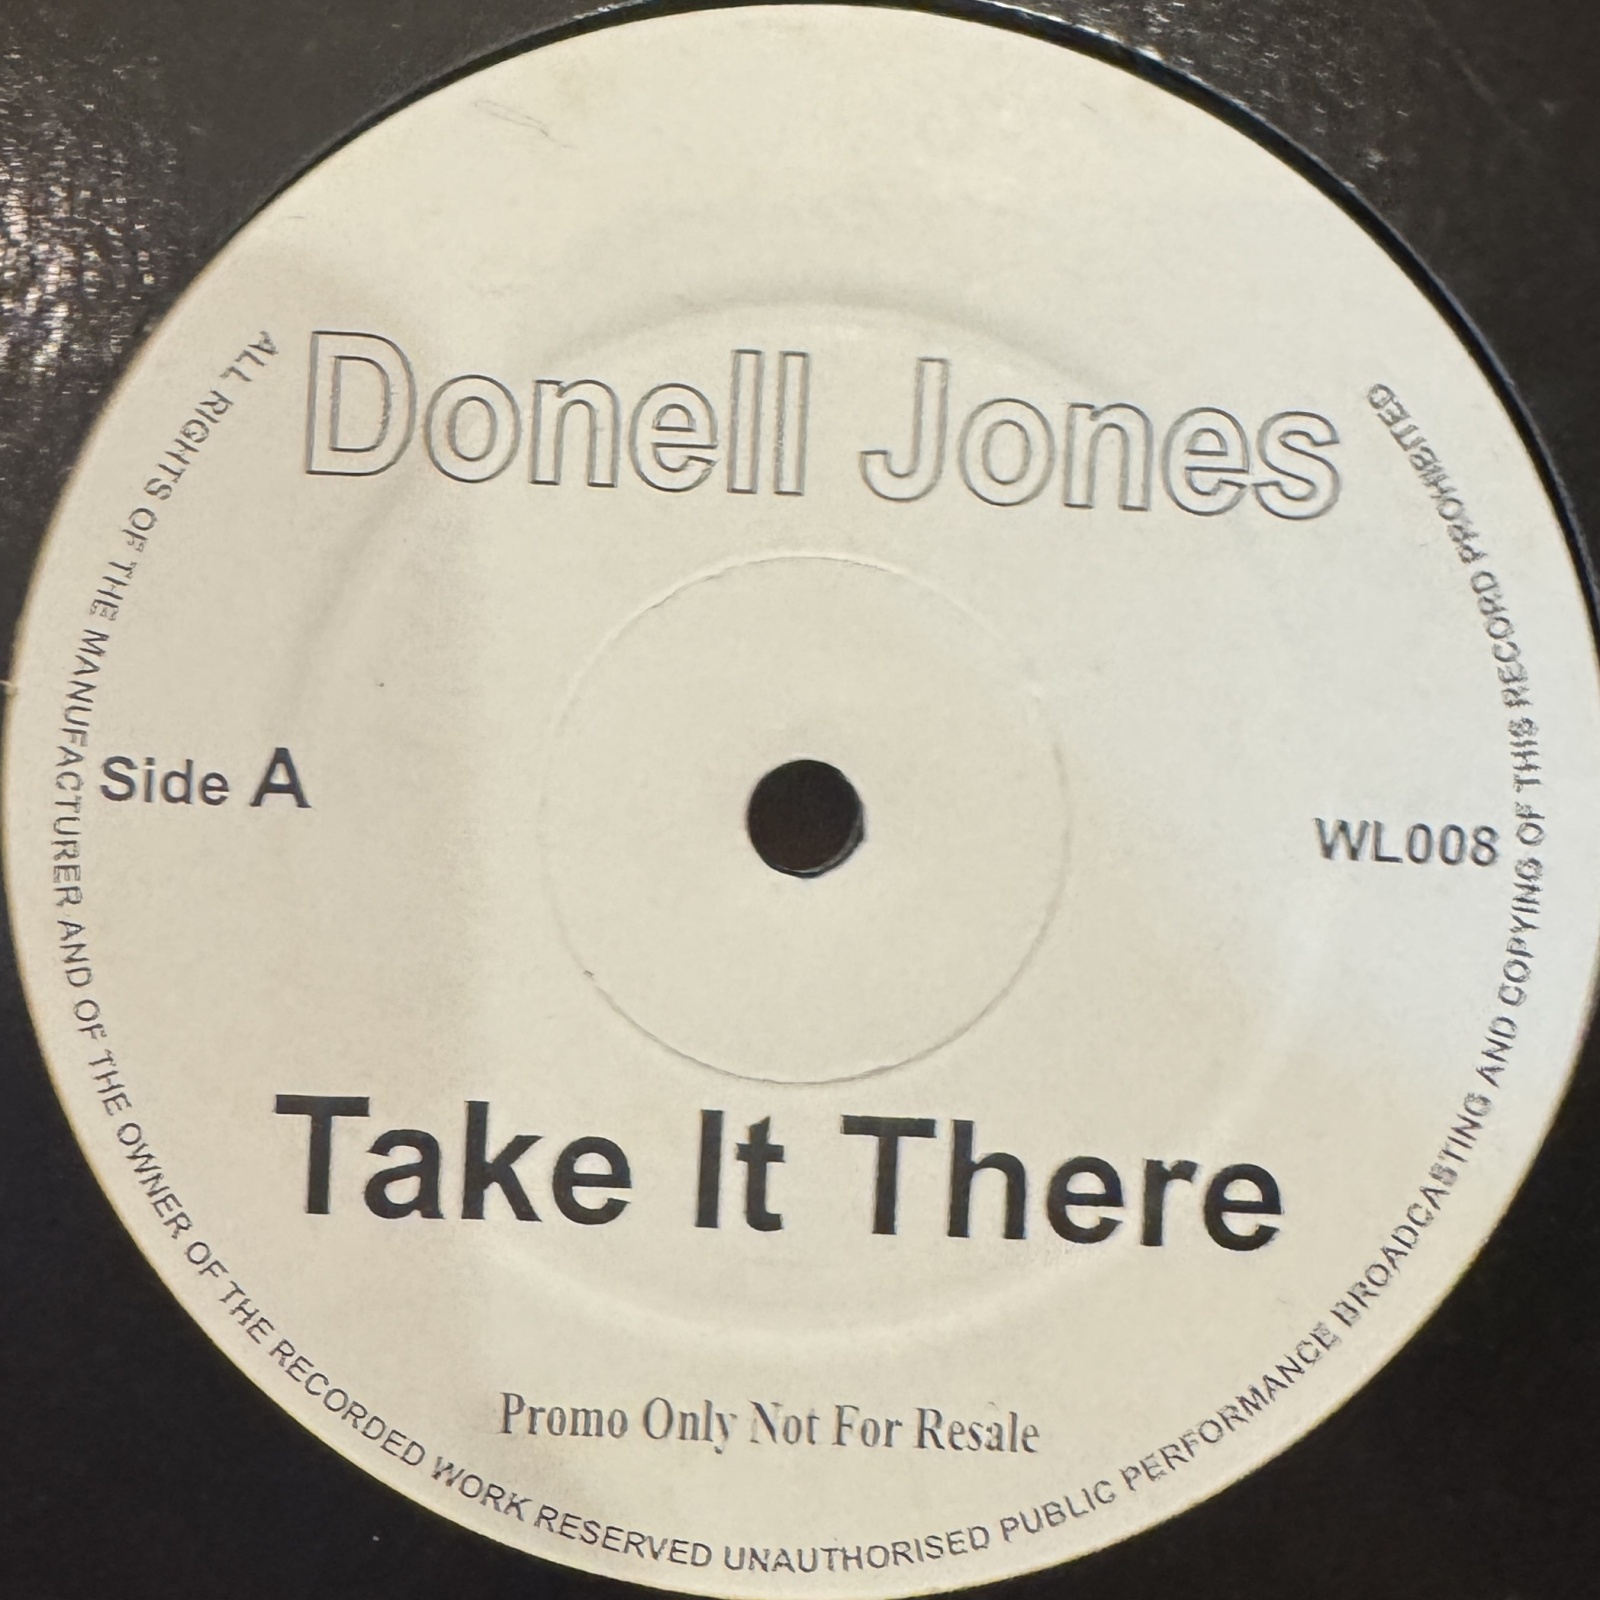 Donell Jones
Side A
WL008
Take It There
Promo Only Not For Resale
ALL RIGHTS OF THE MANUFACTURER AND OF THE OWNER OF THE RECORDED WORK RESERVED UNAUTHORISED PUBLIC PERFORMANCE BROADCASTING AND COPYING OF THIS RECORD PROHIBITED